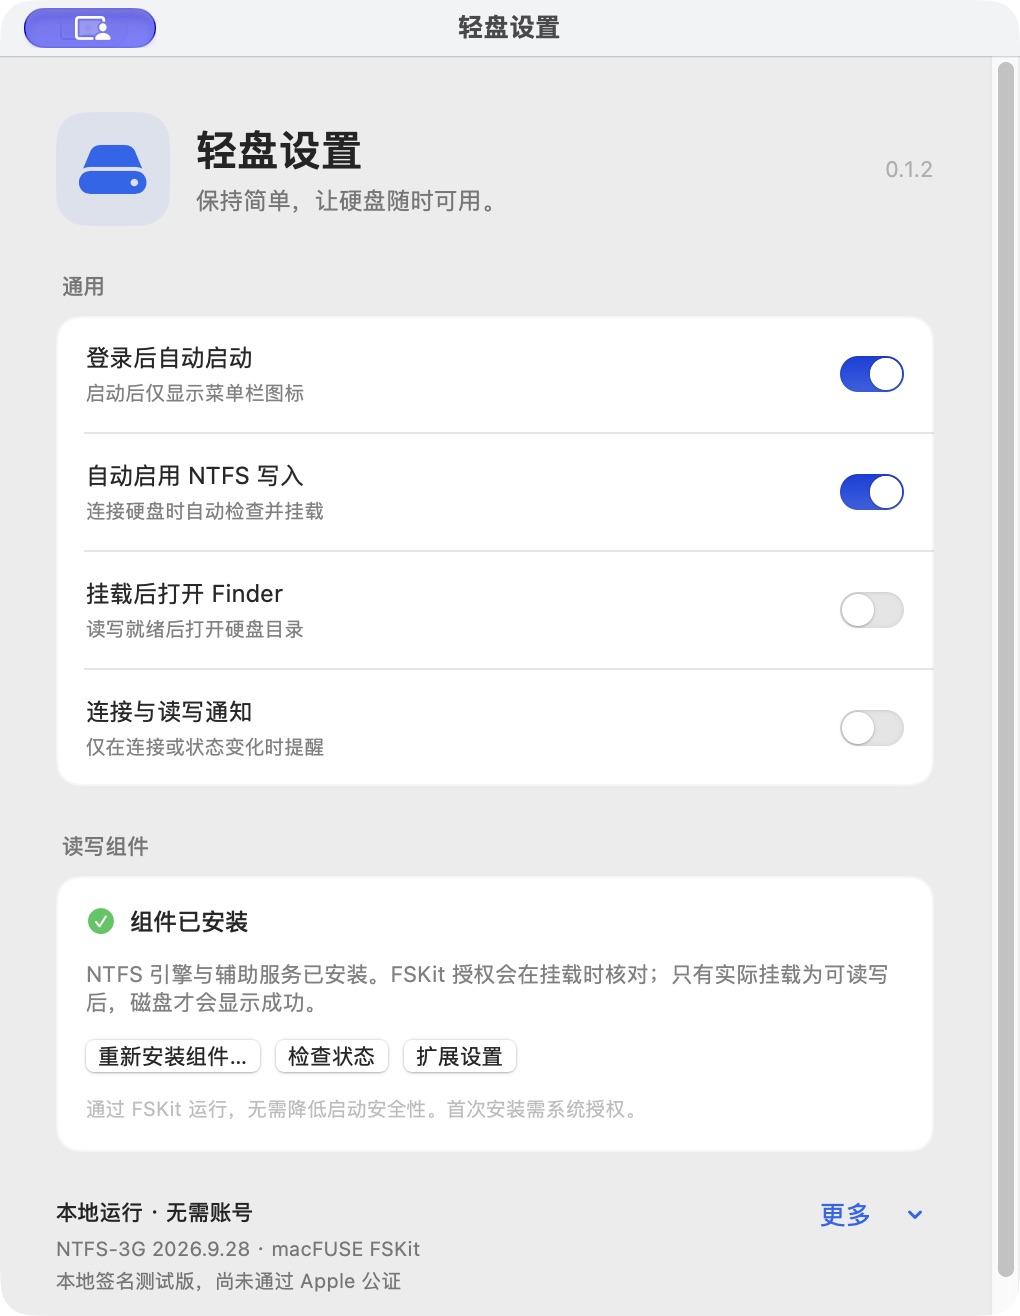 轻盘设置
轻盘设置
保持简单，让硬盘随时可用。
0.1.2
通用
登录后自动启动
启动后仅显示菜单栏图标
自动启用 NTFS 写入
连接硬盘时自动检查并挂载
挂载后打开 Finder
读写就绪后打开硬盘目录
连接与读写通知
仅在连接或状态变化时提醒
读写组件
组件已安装
NTFS 引擎与辅助服务已安装。FSKit 授权会在挂载时核对；只有实际挂载为可读写
后，磁盘才会显示成功。
重新安装组件... 检查状态 扩展设置
通过 FSKit 运行，无需降低启动安全性。首次安装需系统授权。
本地运行 · 无需账号
更多
NTFS-3G 2026.9.28 · macFUSE FSKit
本地签名测试版，尚未通过 Apple 公证